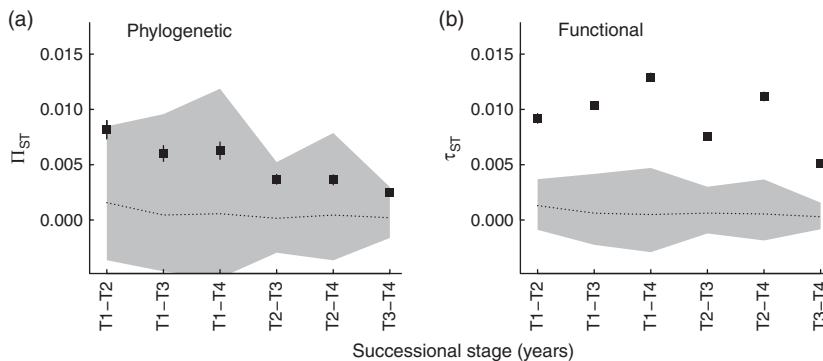 (a)
Phylogenetic
0.015
0.010
0.005
0.000
Π_ST
T1–T2
T1–T3
T1–T4
T2–T3
T2–T4
T3–T4
(b)
Functional
0.015
0.010
0.005
0.000
τ_ST
T1–T2
T1–T3
T1–T4
T2–T3
T2–T4
T3–T4
Successional stage (years)